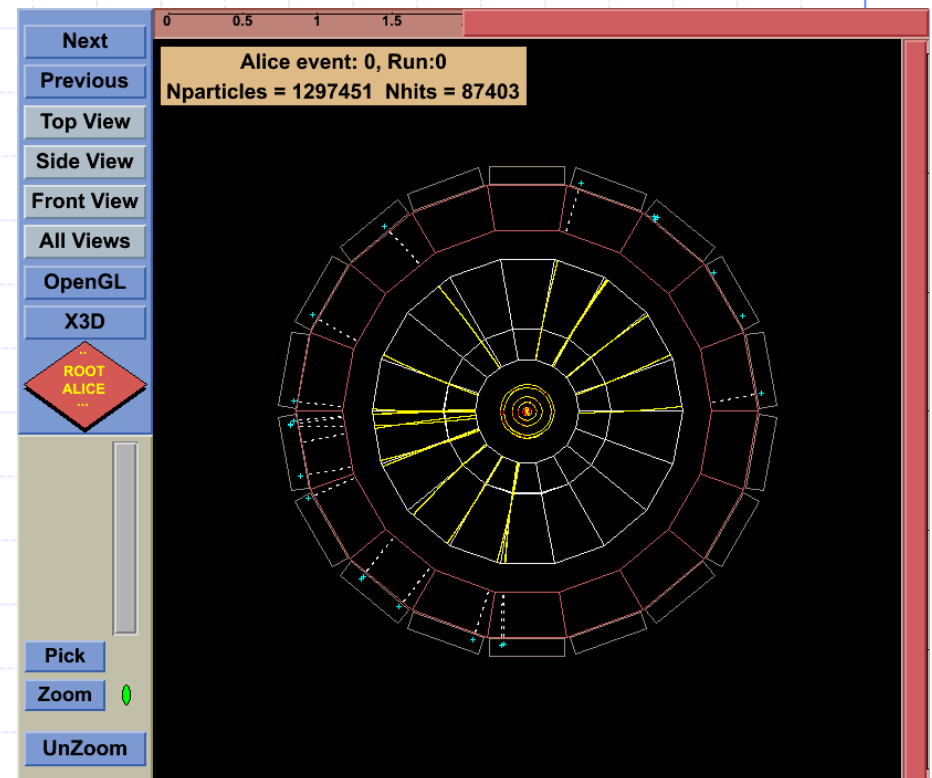 Next
Previous
Top View
Side View
Front View
All Views
OpenGL
X3D
..
ROOT
ALICE
...
Pick
Zoom
UnZoom
0 0.5 1 1.5
Alice event: 0, Run:0
Nparticles = 1297451 Nhits = 87403